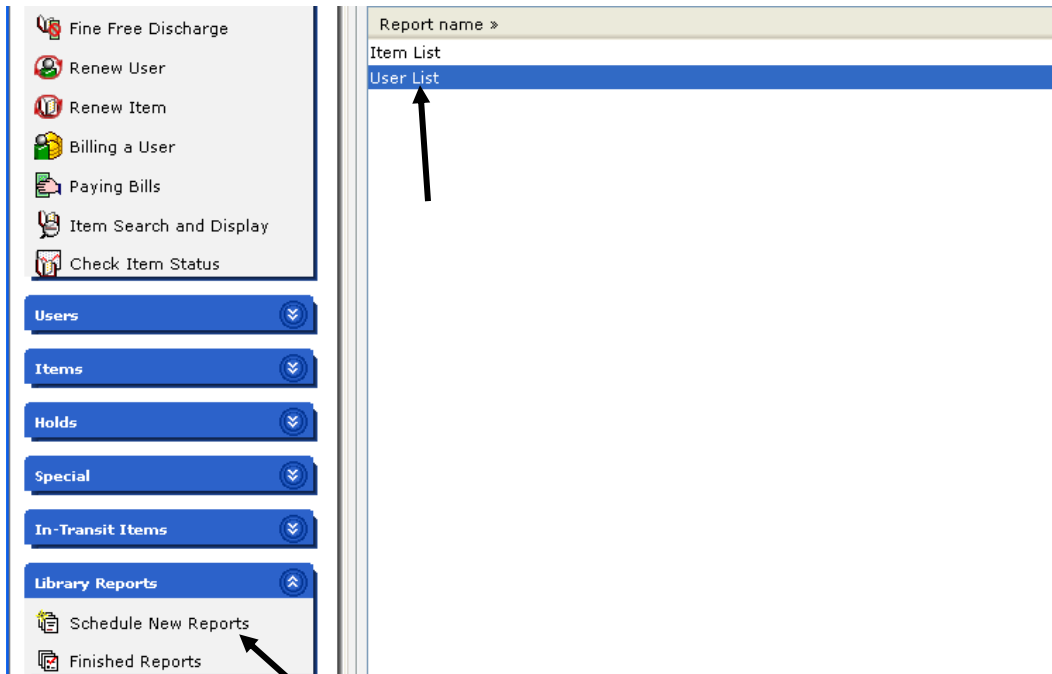 Fine Free Discharge
Renew User
Renew Item
Billing a User
Paying Bills
Item Search and Display
Check Item Status
Users
Items
Holds
Special
In-Transit Items
Library Reports
Schedule New Reports
Finished Reports
Report name »
Item List
User List